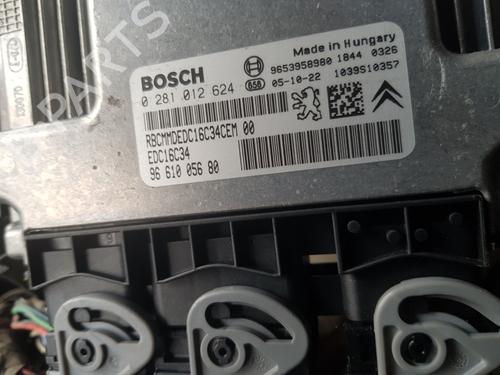 BOSCH
0 281 012 624
656
Made in Hungary
9653958980 1844 0326
05-10-22 1039S10357
RBCMMDEDC16C34CEM 00
EDC16C34
96 610 056 80